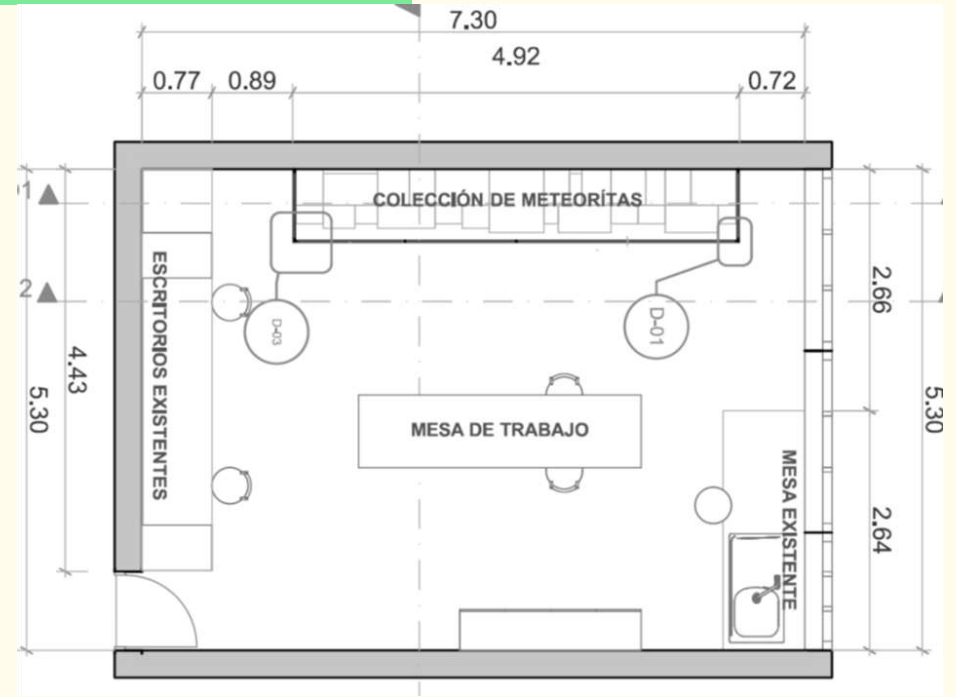 7.30
4.92
0.77
0.89
0.72
COLECCIÓN DE METEORÍTAS
1
2
ESCRITORIOS EXISTENTES
D-03
D-01
2.66
4.43
5.30
5.30
MESA DE TRABAJO
MESA EXISTENTE
2.64